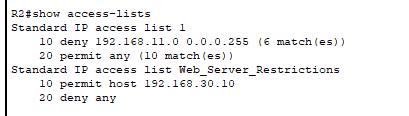 R2#show access-lists
Standard IP access list 1
    10 deny 192.168.11.0 0.0.0.255 (6 match(es))
    20 permit any (10 match(es))
Standard IP access list Web_Server_Restrictions
    10 permit host 192.168.30.10
    20 deny any